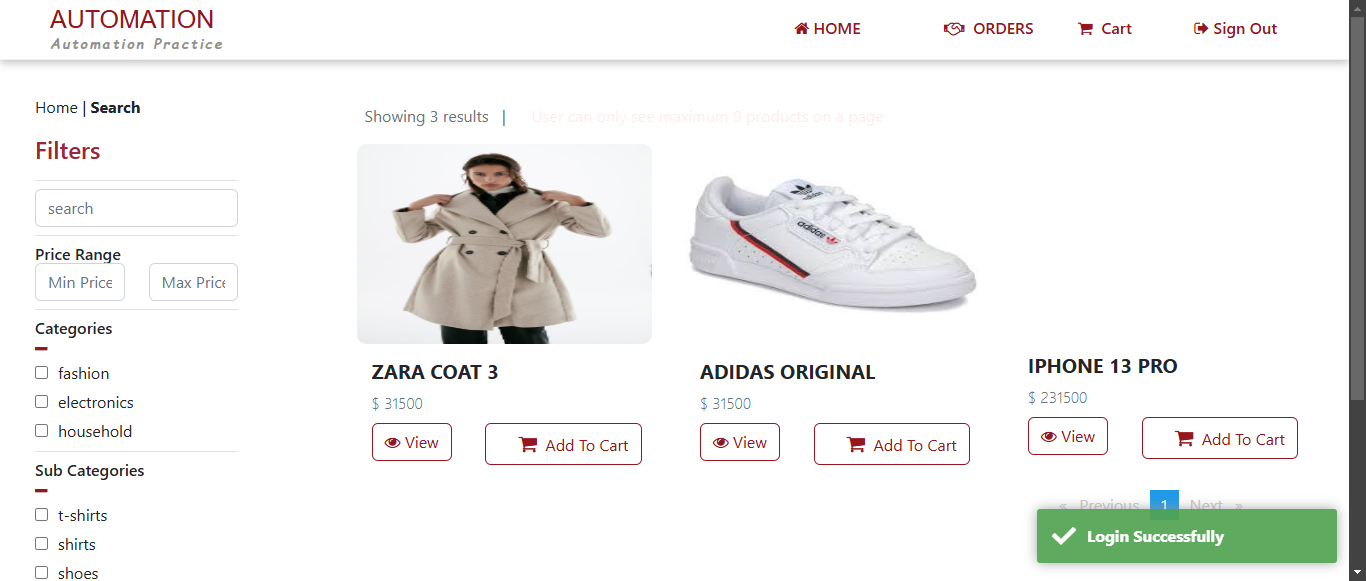 AUTOMATION
Automation Practice
HOME
ORDERS
Cart
Sign Out
Home | Search
Showing 3 results |
User can only see maximum 9 products on a page
Filters
search
Price Range
Min Price
Max Price
Categories
fashion
electronics
household
Sub Categories
t-shirts
shirts
shoes
adidas
ZARA COAT 3
$ 31500
View
Add To Cart
ADIDAS ORIGINAL
$ 31500
View
Add To Cart
IPHONE 13 PRO
$ 231500
View
Add To Cart
« Previous 1 Next »
Login Successfully